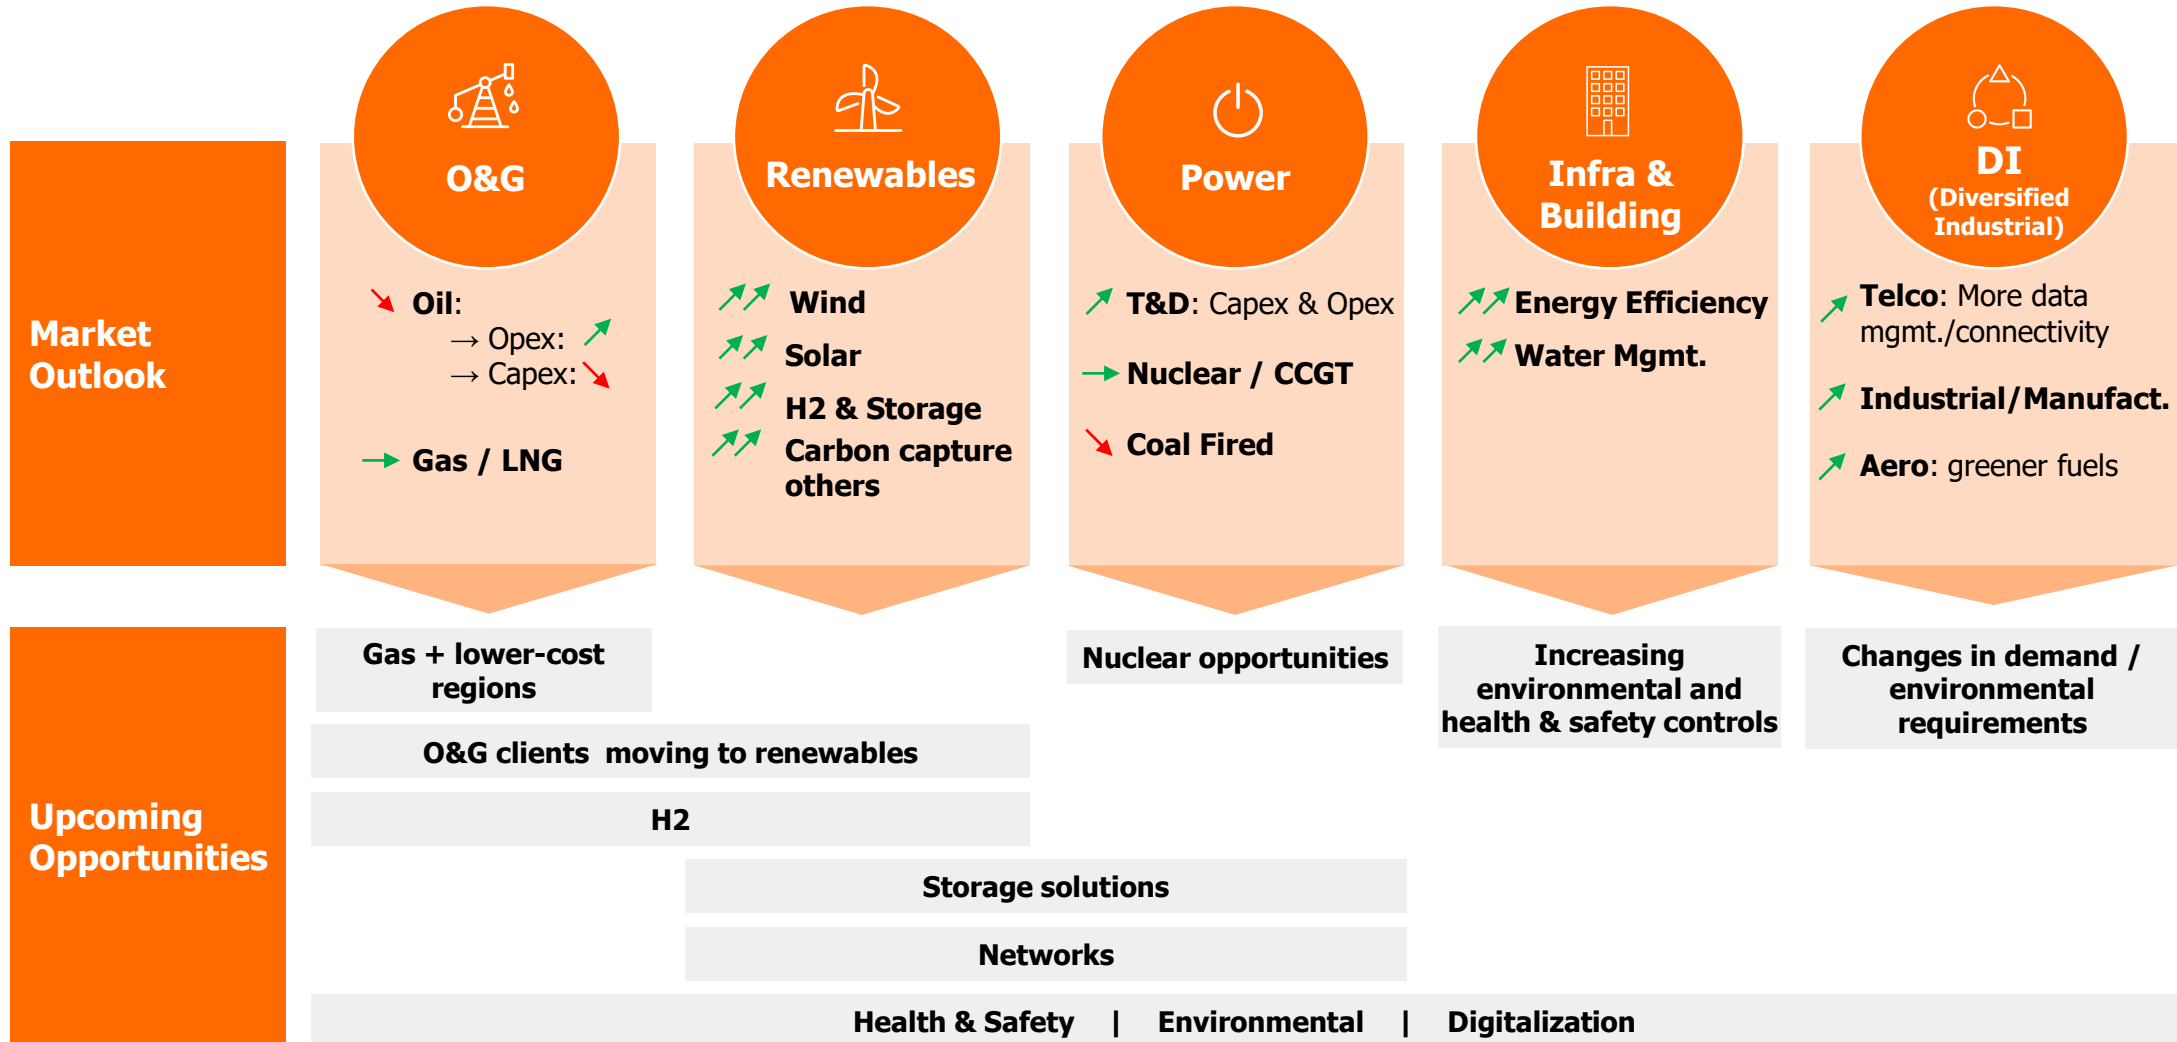 O&G
Renewables
Power
Infra &
Building
DI
(Diversified
Industrial)
Market
Outlook
Oil:
→ Opex:
→ Capex:
Gas / LNG
Wind
Solar
H2 & Storage
Carbon capture
others
T&D: Capex & Opex
Nuclear / CCGT
Coal Fired
Energy Efficiency
Water Mgmt.
Telco: More data
mgmt./connectivity
Industrial/Manufact.
Aero: greener fuels
Upcoming
Opportunities
Gas + lower-cost
regions
Nuclear opportunities
Increasing
environmental and
health & safety controls
Changes in demand /
environmental
requirements
O&G clients moving to renewables
H2
Storage solutions
Networks
Health & Safety | Environmental | Digitalization